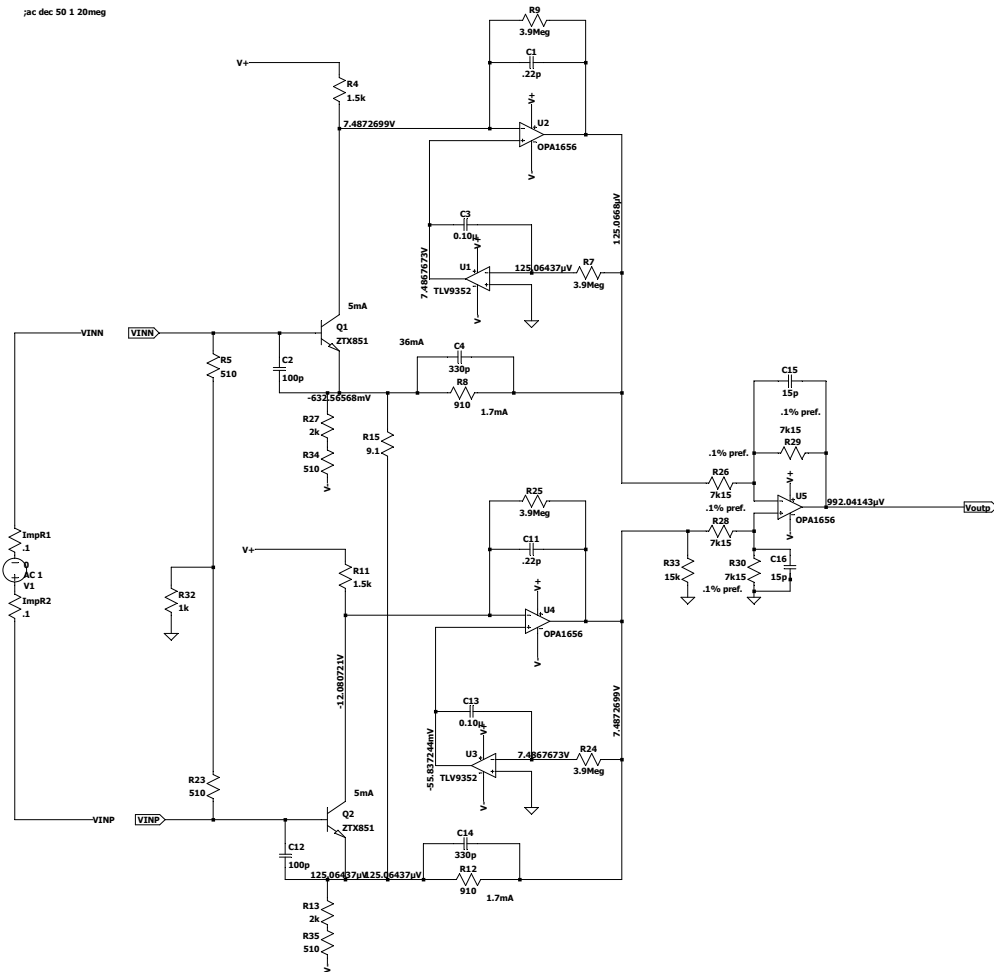 ;ac dec 50 1 20meg
R9
3.9Meg
C1
.22p
V+
R4
1.5k
V+
7.4872699V
U2
OPA1656
V
125.0668µV
C3
0.10µ
V+
7.4867673V
U1
125.06437µV
R7
3.9Meg
TLV9352
V
5mA
VINN
VINN
Q1
ZTX851
R5
510
C2
100p
36mA
C4
330p
-632.56568mV
R8
910
1.7mA
R27
2k
R34
510
V
R15
9.1
C15
15p
.1% pref.
7k15
R29
.1% pref.
R26
7k15
V+
U5
992.04143µV
Voutp
.1% pref.
R28
7k15
OPA1656
V
R33
15k
R30
7k15
.1% pref.
C16
15p
R25
3.9Meg
V+
C11
.22p
R11
1.5k
V+
U4
OPA1656
V
ImpR1
.1
0
AC 1
V1
ImpR2
.1
R32
1k
-12.080721V
7.4872699V
C13
0.10µ
V+
-55.837244mV
U3
7.4867673V
R24
3.9Meg
TLV9352
V
R23
510
5mA
VINP
VINP
Q2
ZTX851
C12
100p
C14
330p
125.06437µV
125.06437µV
R12
910
1.7mA
R13
2k
R35
510
V